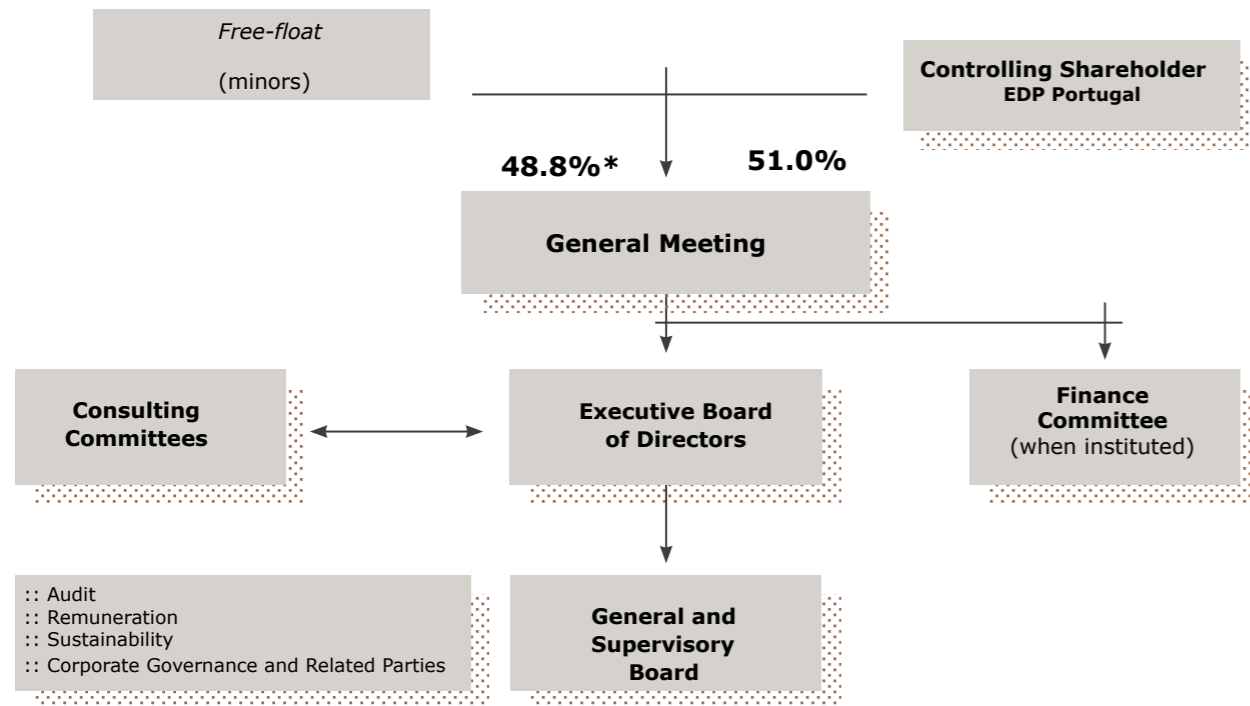 Free-float
(minors)
Controlling Shareholder
EDP Portugal
48.8%*
51.0%
General Meeting
Consulting
Committees
Executive Board
of Directors
Finance
Committee
(when instituted)
:: Audit
:: Remuneration
:: Sustainability
:: Corporate Governance and Related Parties
General and
Supervisory
Board